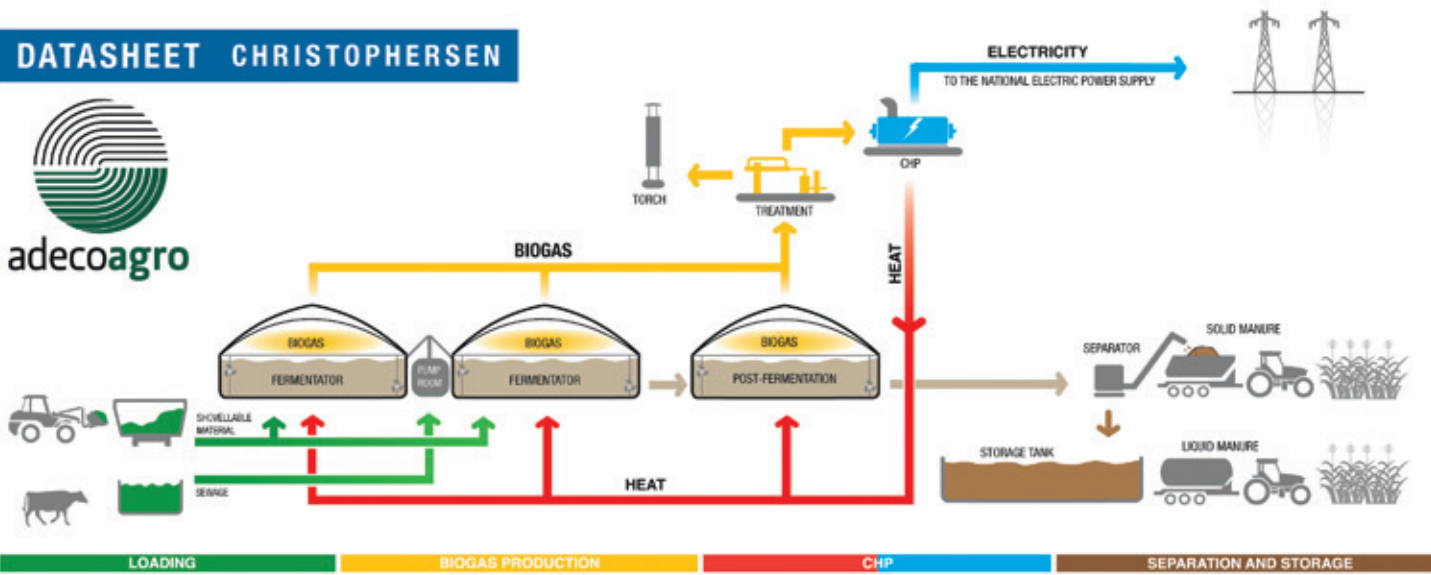 DATASHEET CHRISTOPHERSEN
adecoagro
ELECTRICITY
TO THE NATIONAL ELECTRIC POWER SUPPLY
CHP
TORCH
TREATMENT
BIOGAS
HEAT
BIOGAS
BIOGAS
BIOGAS
FERMENTATOR
PUMP
ROOM
FERMENTATOR
POST-FERMENTATION
SEPARATOR
SOLID MANURE
SHOVELLABLE
MATERIAL
SEWAGE
HEAT
STORAGE TANK
LIQUID MANURE
LOADING
BIOGAS PRODUCTION
CHP
SEPARATION AND STORAGE